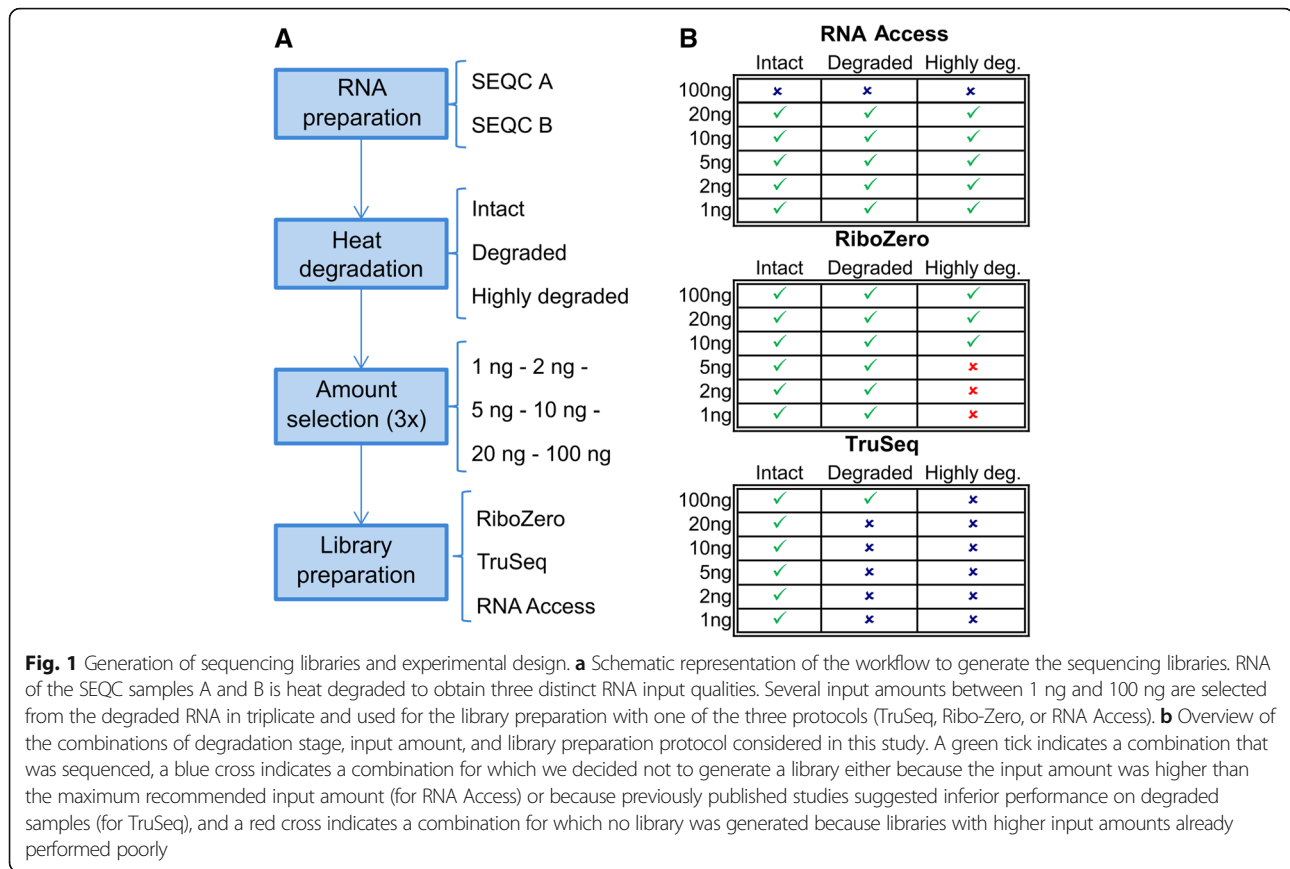 A
RNA
preparation
SEQC A
SEQC B
Heat
degradation
Intact
Degraded
Highly degraded
Amount
selection (3x)
1 ng - 2 ng -
5 ng - 10 ng -
20 ng - 100 ng
Library
preparation
RiboZero
TruSeq
RNA Access
B
RNA Access
Intact Degraded Highly deg.
100ng ✘ ✘ ✘
20ng ✓ ✓ ✓
10ng ✓ ✓ ✓
5ng ✓ ✓ ✓
2ng ✓ ✓ ✓
1ng ✓ ✓ ✓
RiboZero
Intact Degraded Highly deg.
100ng ✓ ✓ ✓
20ng ✓ ✓ ✓
10ng ✓ ✓ ✓
5ng ✓ ✓ ✘
2ng ✓ ✓ ✘
1ng ✓ ✓ ✘
TruSeq
Intact Degraded Highly deg.
100ng ✓ ✓ ✘
20ng ✓ ✘ ✘
10ng ✓ ✘ ✘
5ng ✓ ✘ ✘
2ng ✓ ✘ ✘
1ng ✓ ✘ ✘
Fig. 1 Generation of sequencing libraries and experimental design. a Schematic representation of the workflow to generate the sequencing libraries. RNA
of the SEQC samples A and B is heat degraded to obtain three distinct RNA input qualities. Several input amounts between 1 ng and 100 ng are selected
from the degraded RNA in triplicate and used for the library preparation with one of the three protocols (TruSeq, Ribo-Zero, or RNA Access). b Overview of
the combinations of degradation stage, input amount, and library preparation protocol considered in this study. A green tick indicates a combination that
was sequenced, a blue cross indicates a combination for which we decided not to generate a library either because the input amount was higher than
the maximum recommended input amount (for RNA Access) or because previously published studies suggested inferior performance on degraded
samples (for TruSeq), and a red cross indicates a combination for which no library was generated because libraries with higher input amounts already
performed poorly